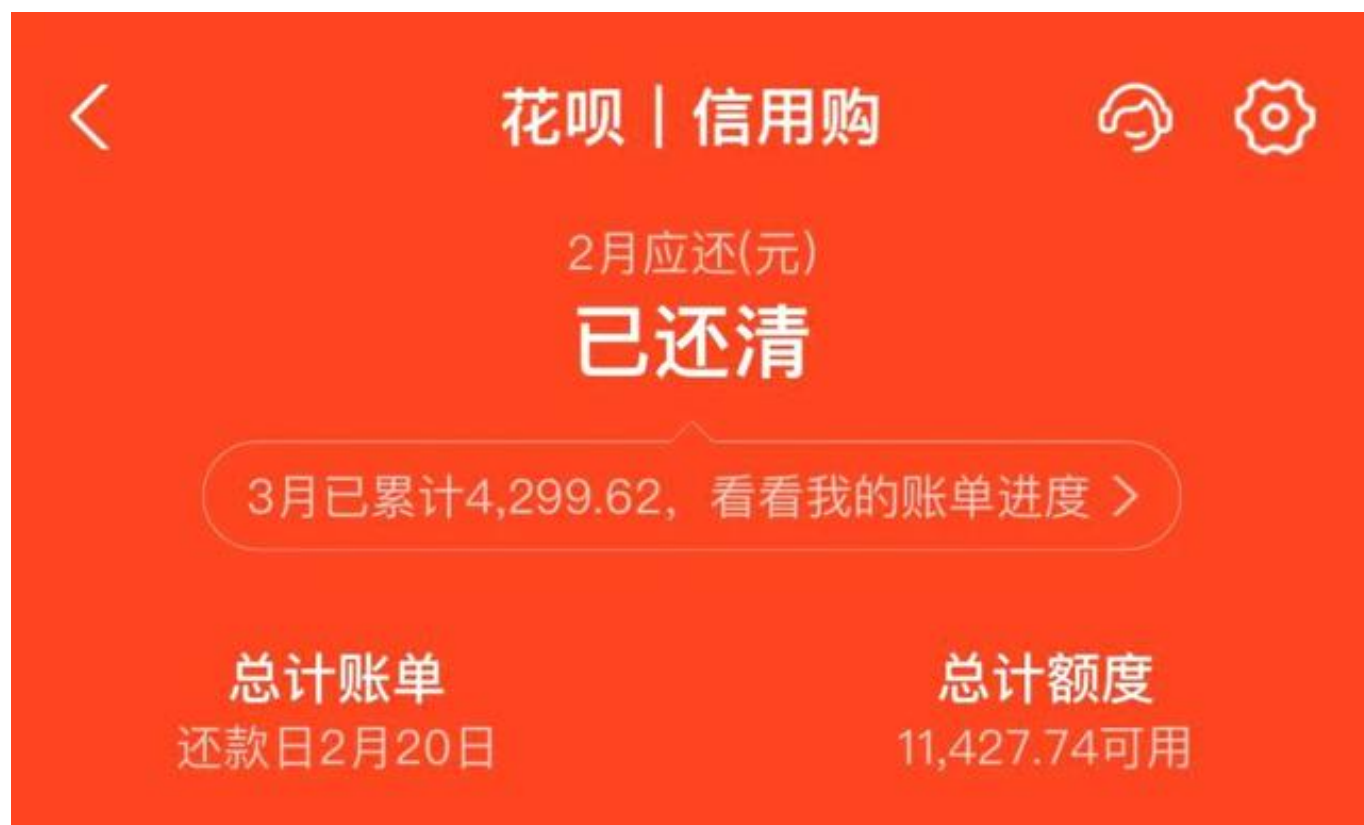 花呗｜信用购
2月应还(元)
已还清
3月已累计4,299.62，看看我的账单进度
总计账单
总计额度
还款日2月20日
11,427.74可用